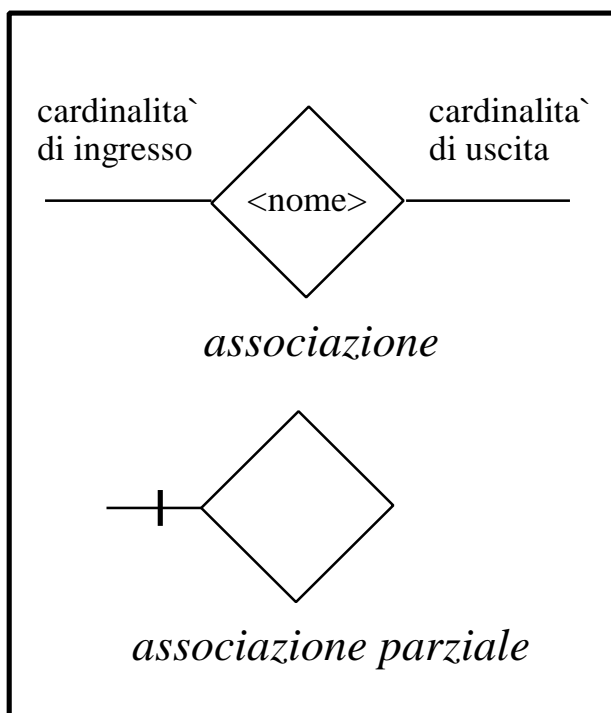 cardinalita`
di ingresso
cardinalita`
di uscita
<nome>
associazione
associazione parziale